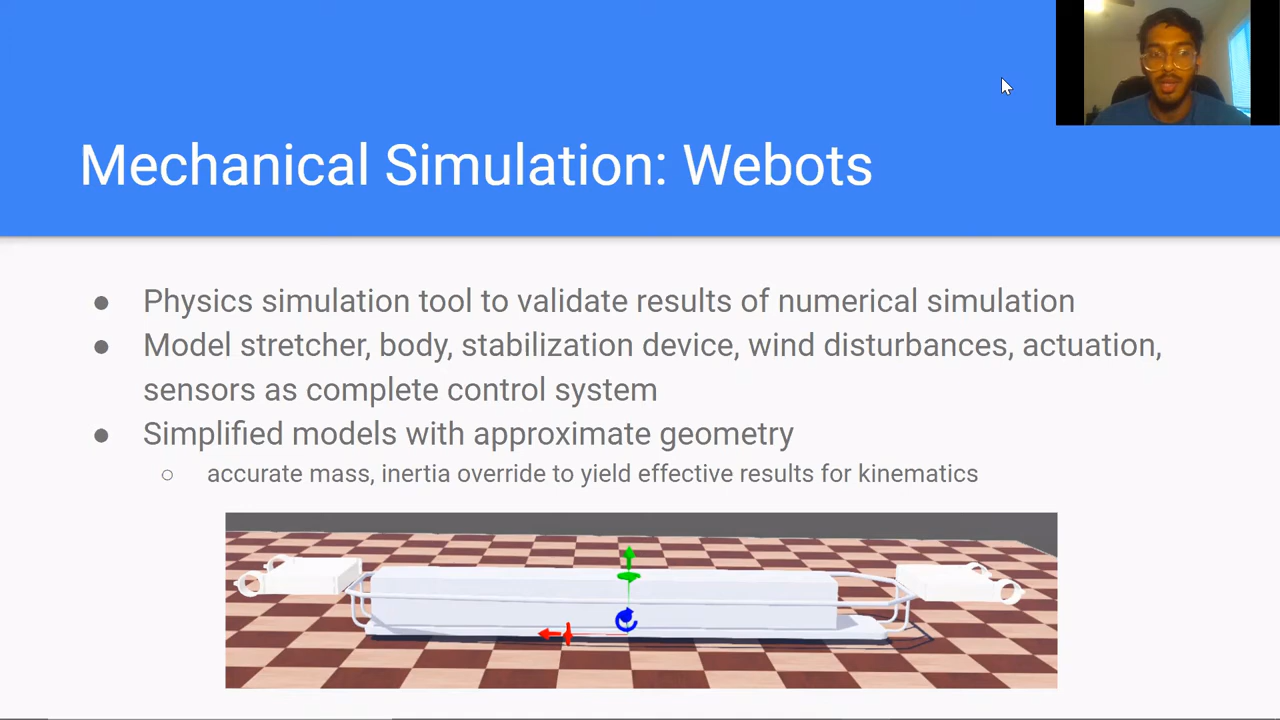 Mechanical Simulation: Webots
● Physics simulation tool to validate results of numerical simulation
● Model stretcher, body, stabilization device, wind disturbances, actuation,
sensors as complete control system
● Simplified models with approximate geometry
○ accurate mass, inertia override to yield effective results for kinematics